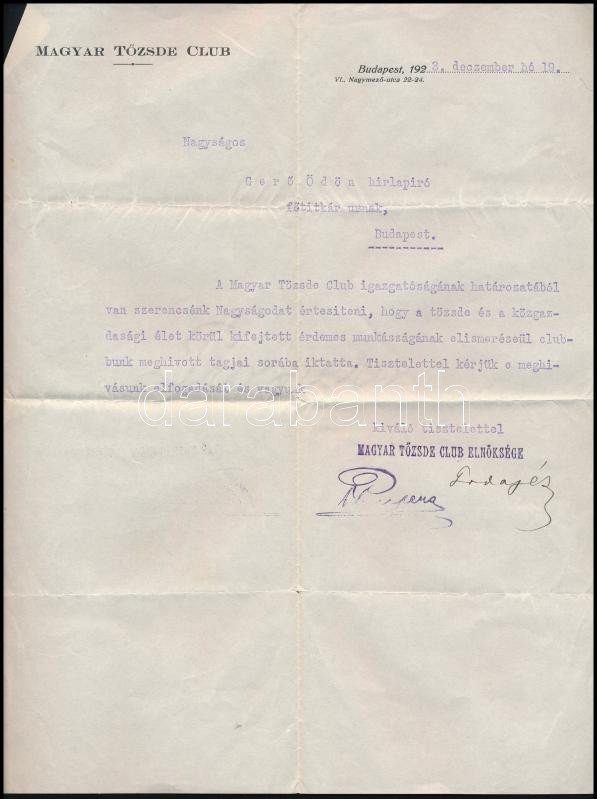 MAGYAR TŐZSDE CLUB
Budapest, 1923. deczember hó 19.
VI., Nagymező-utca 22-24.
Nagyságos
Gerő Ödön hirlapiró
főtitkár urnak,
Budapest.
A Magyar Tőzsde Club igazgatóságának határozatából
van szerencsénk Nagyságodat értesiteni, hogy a tőzsde és a közgaz-
dasági élet körül kifejtett érdemes munkásságának elismeréseül club-
bunk meghivott tagjai sorába iktatta. Tisztelettel kérjük e meghi-
vásunk elfogadását és vagyunk
darabanth
kiváló tisztelettel
MAGYAR TŐZSDE CLUB ELNÖKSÉGE